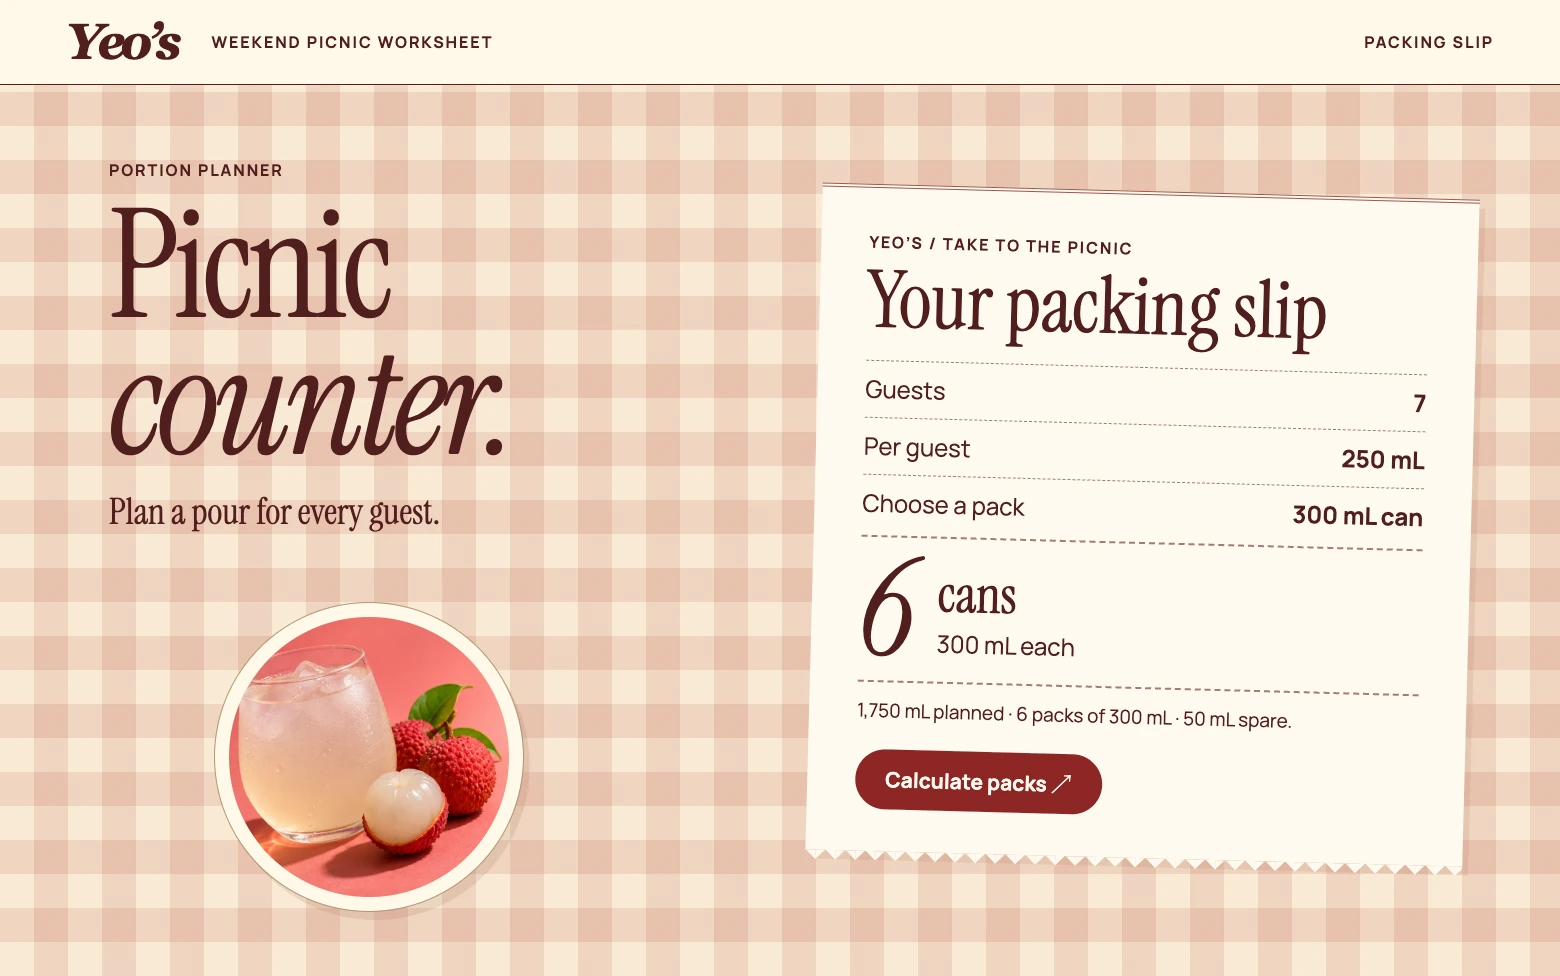 Yeo’s
WEEKEND PICNIC WORKSHEET
PACKING SLIP
PORTION PLANNER
Picnic
counter.
Plan a pour for every guest.
YEO’S / TAKE TO THE PICNIC
Your packing slip
Guests 7
Per guest 250 mL
Choose a pack 300 mL can
6 cans
300 mL each
1,750 mL planned · 6 packs of 300 mL · 50 mL spare.
Calculate packs ↗